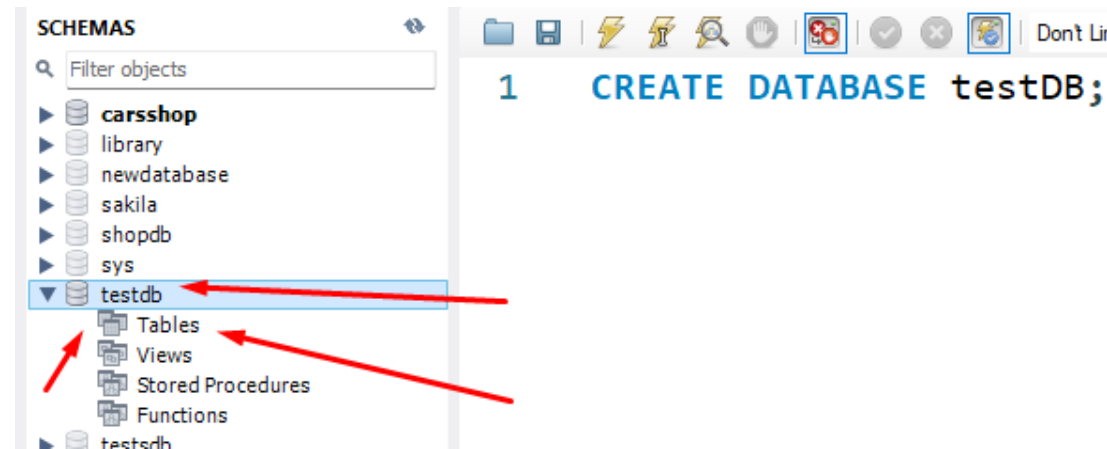 SCHEMAS
Filter objects
carsshop
library
newdatabase
sakila
shopdb
sys
testdb
Tables
Views
Stored Procedures
Functions
testsdb
Don't Lir
1 CREATE DATABASE testDB;